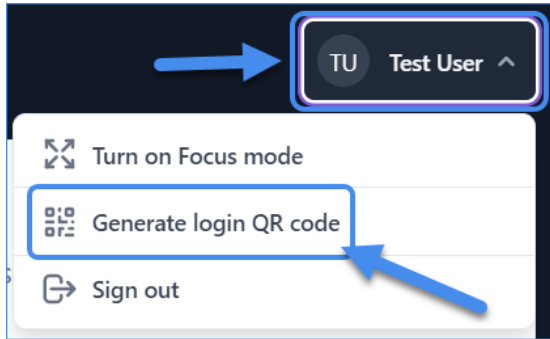 TU Test User
Turn on Focus mode
Generate login QR code
s
Sign out